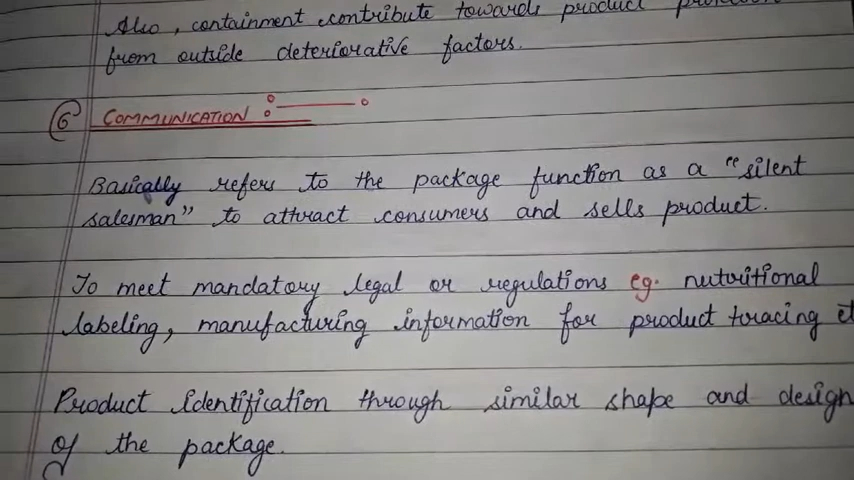 Also, containment contribute towards product
from outside deteriorative factors.
6 COMMUNICATION :
Basically refers to the package function as a "silent
salesman" to attract consumers and sells product.
To meet mandatory legal or regulations eg. nutritional
labeling, manufacturing information for product tracing et
Product identification through similar shape and design
of the package.